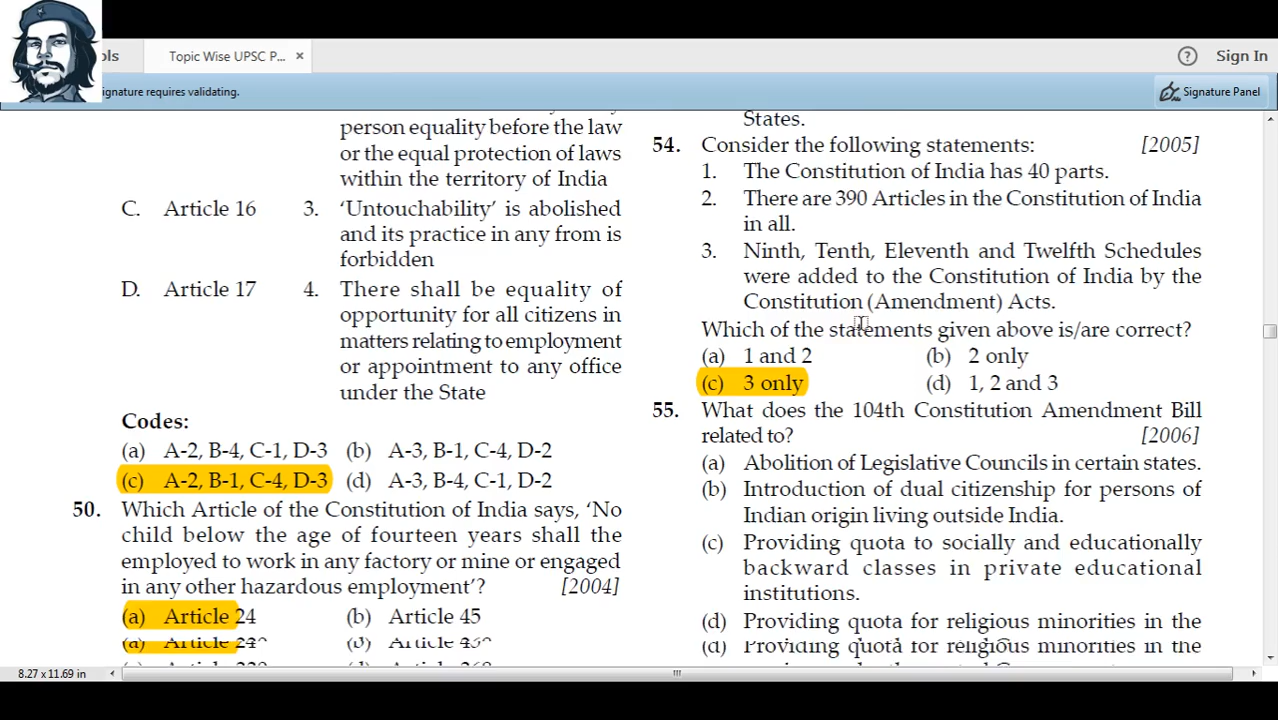 ols
Topic Wise UPSC P... ×
? Sign In
ignature requires validating.
Signature Panel
person equality before the law
or the equal protection of laws
within the territory of India
C. Article 16 3. 'Untouchability' is abolished
and its practice in any from is
forbidden
D. Article 17 4. There shall be equality of
opportunity for all citizens in
matters relating to employment
or appointment to any office
under the State
Codes:
(a) A-2, B-4, C-1, D-3 (b) A-3, B-1, C-4, D-2
(c) A-2, B-1, C-4, D-3 (d) A-3, B-4, C-1, D-2
50. Which Article of the Constitution of India says, 'No
child below the age of fourteen years shall the
employed to work in any factory or mine or engaged
in any other hazardous employment'? [2004]
(a) Article 24 (b) Article 45
States.
54. Consider the following statements: [2005]
1. The Constitution of India has 40 parts.
2. There are 390 Articles in the Constitution of India
in all.
3. Ninth, Tenth, Eleventh and Twelfth Schedules
were added to the Constitution of India by the
Constitution (Amendment) Acts.
Which of the statements given above is/are correct?
(a) 1 and 2 (b) 2 only
(c) 3 only (d) 1, 2 and 3
55. What does the 104th Constitution Amendment Bill
related to? [2006]
(a) Abolition of Legislative Councils in certain states.
(b) Introduction of dual citizenship for persons of
Indian origin living outside India.
(c) Providing quota to socially and educationally
backward classes in private educational
institutions.
(d) Providing quota for religious minorities in the
(d) Providing quota for religious minorities in the
8.27 x 11.69 in